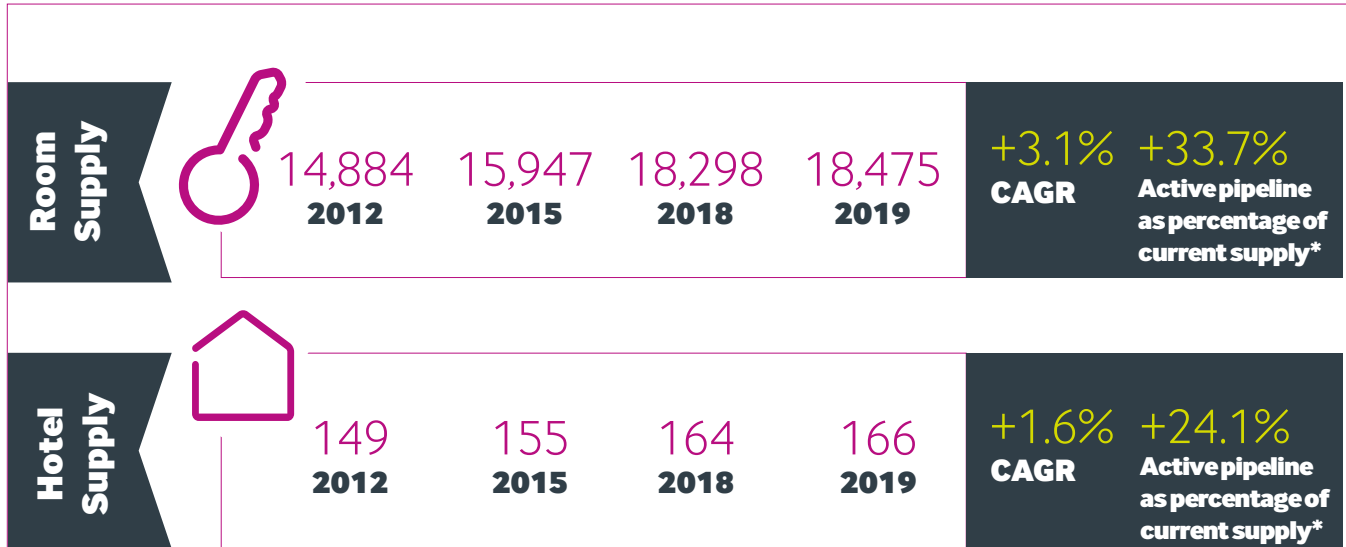 Room
Supply
14,884
2012
15,947
2015
18,298
2018
18,475
2019
+3.1%
CAGR
+33.7%
Active pipeline
as percentage of
current supply*
Hotel
Supply
149
2012
155
2015
164
2018
166
2019
+1.6%
CAGR
+24.1%
Active pipeline
as percentage of
current supply*